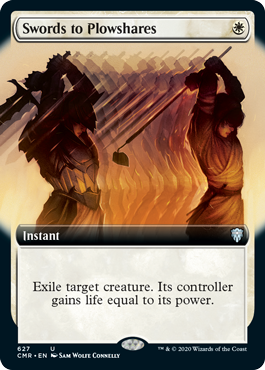 Swords to Plowshares
Instant
Exile target creature. Its controller
gains life equal to its power.
627 U
CMR • EN SAM WOLFE CONNELLY ™ & © 2020 Wizards of the Coast